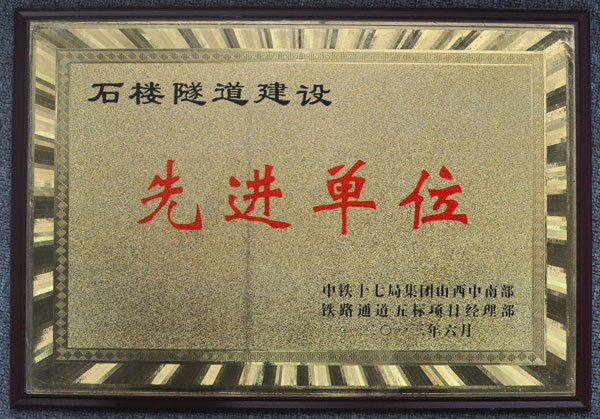 石楼隧道建设
先进单位
中铁十七局集团山西中南部
铁路通道五标项目经理部
二〇一二年六月